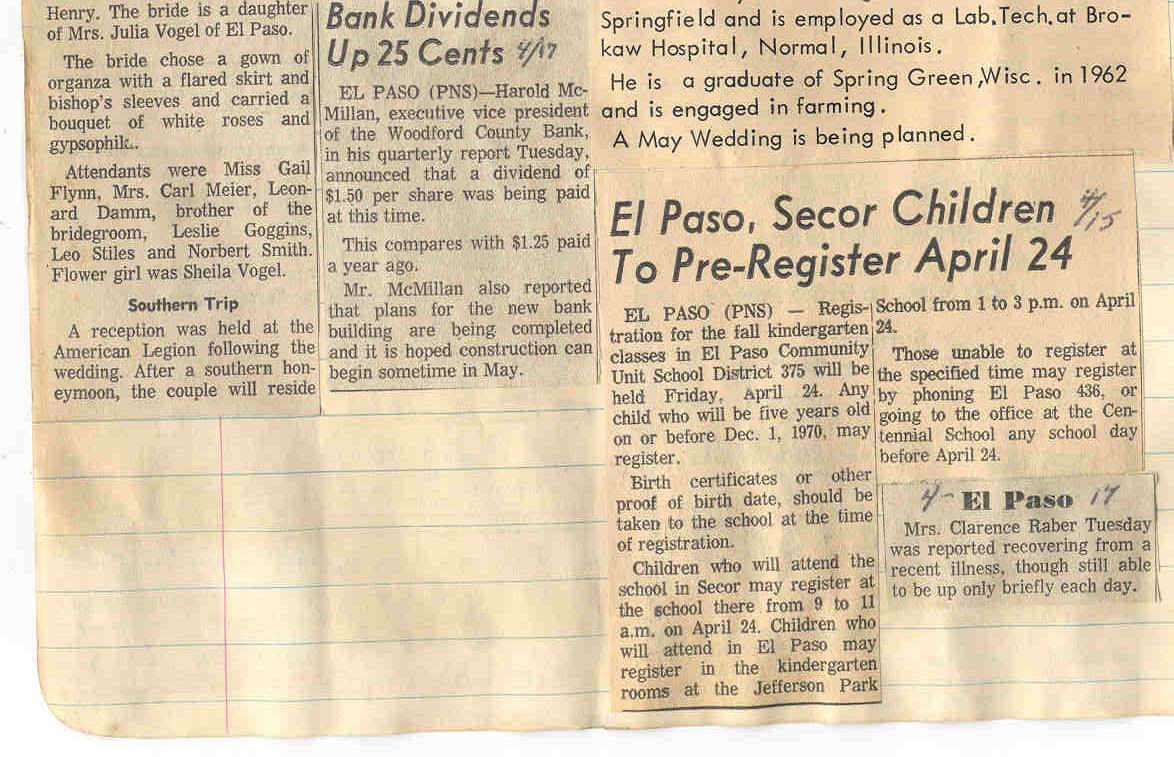 Henry. The bride is a daughter
of Mrs. Julia Vogel of El Paso.
The bride chose a gown of
organza with a flared skirt and
bishop's sleeves and carried a
bouquet of white roses and
gypsophik..
Attendants were Miss Gail
Flynn, Mrs. Carl Meier, Leon-
ard Damm, brother of the
bridegroom, Leslie Goggins,
Leo Stiles and Norbert Smith.
Flower girl was Sheila Vogel.
Southern Trip
A reception was held at the
American Legion following the
wedding. After a southern hon-
eymoon, the couple will reside
Bank Dividends
Up 25 Cents 4/17
EL PASO (PNS)—Harold Mc-
Millan, executive vice president
of the Woodford County Bank,
in his quarterly report Tuesday,
announced that a dividend of
$1.50 per share was being paid
at this time.
This compares with $1.25 paid
a year ago.
Mr. McMillan also reported
that plans for the new bank
building are being completed
and it is hoped construction can
begin sometime in May.
Springfield and is employed as a Lab.Tech.at Bro-
kaw Hospital, Normal, Illinois.
He is a graduate of Spring Green,Wisc. in 1962
and is engaged in farming.
A May Wedding is being planned.
El Paso, Secor Children 4/15
To Pre-Register April 24
EL PASO (PNS) — Regis-
tration for the fall kindergarten
classes in El Paso Community
Unit School District 375 will be
held Friday, April 24. Any
child who will be five years old
on or before Dec. 1, 1970, may
register.
Birth certificates or other
proof of birth date, should be
taken to the school at the time
of registration.
Children who will attend the
school in Secor may register at
the school there from 9 to 11
a.m. on April 24. Children who
will attend in El Paso may
register in the kindergarten
rooms at the Jefferson Park
School from 1 to 3 p.m. on April
24.
Those unable to register at
the specified time may register
by phoning El Paso 436, or
going to the office at the Cen-
tennial School any school day
before April 24.
4- El Paso 17
Mrs. Clarence Raber Tuesday
was reported recovering from a
recent illness, though still able
to be up only briefly each day.